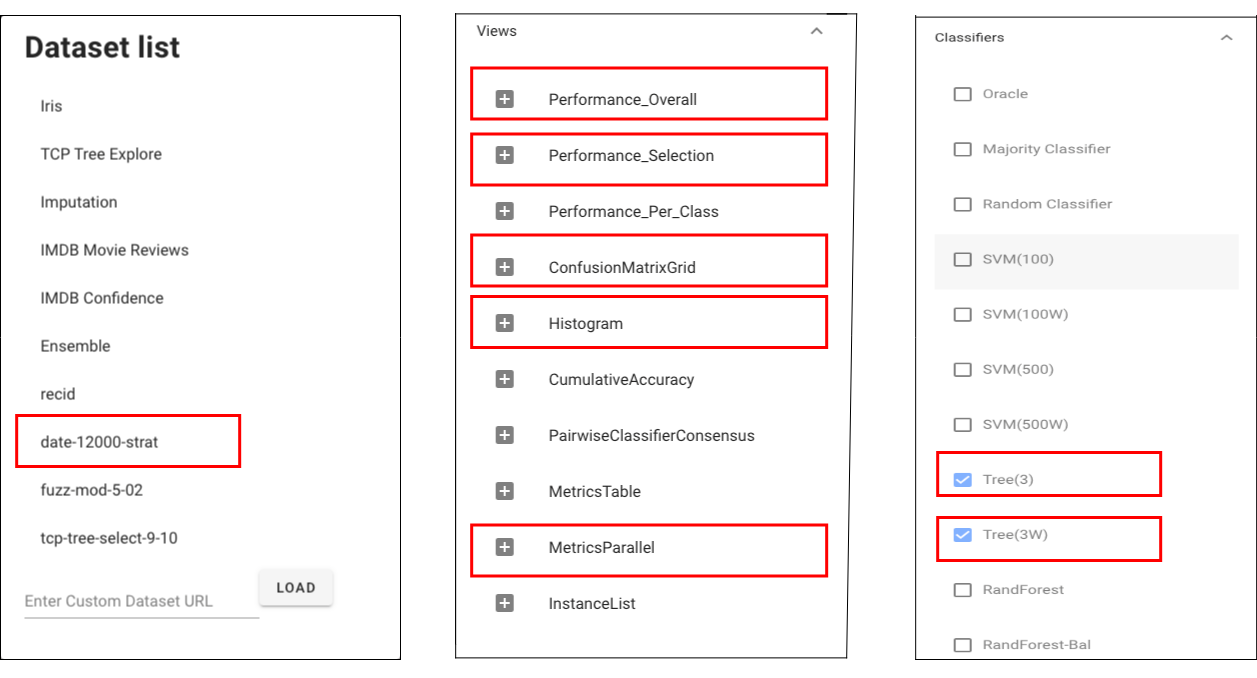 Dataset list
Iris
TCP Tree Explore
Imputation
IMDB Movie Reviews
IMDB Confidence
Ensemble
recid
date-12000-strat
fuzz-mod-5-02
tcp-tree-select-9-10
Enter Custom Dataset URL
LOAD
Views
Performance_Overall
Performance_Selection
Performance_Per_Class
ConfusionMatrixGrid
Histogram
CumulativeAccuracy
PairwiseClassifierConsensus
MetricsTable
MetricsParallel
InstanceList
Classifiers
Oracle
Majority Classifier
Random Classifier
SVM(100)
SVM(100W)
SVM(500)
SVM(500W)
Tree(3)
Tree(3W)
RandForest
RandForest-Bal